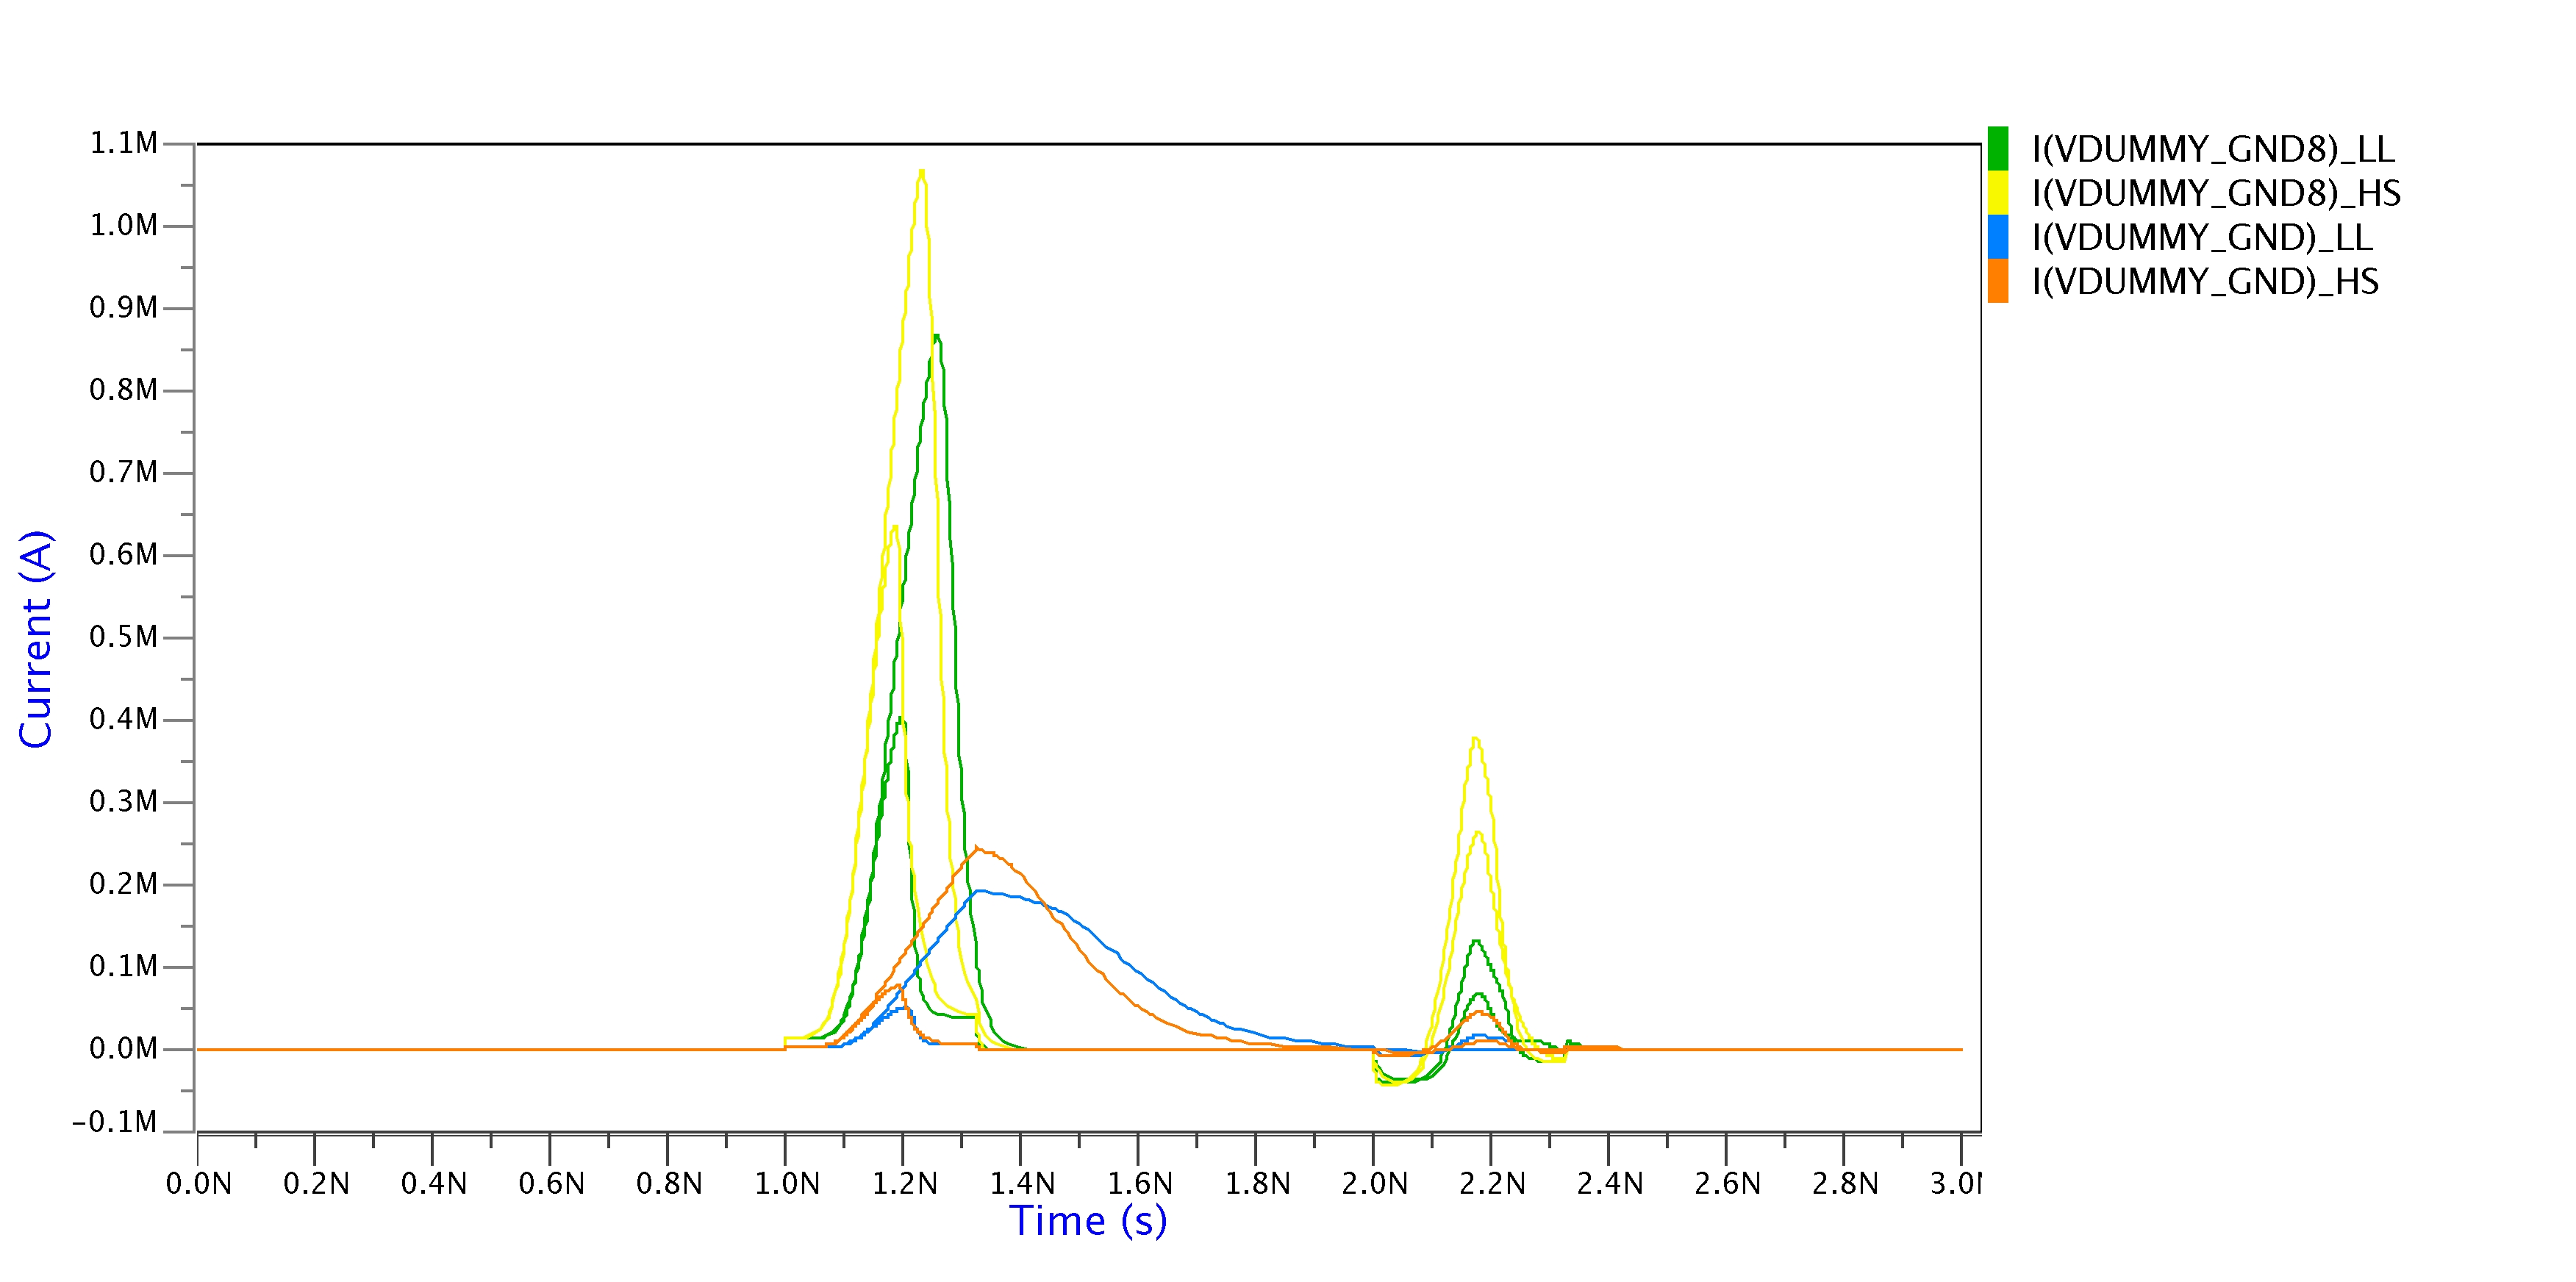 1.1M
1.0M
0.9M
0.8M
0.7M
0.6M
0.5M
0.4M
0.3M
0.2M
0.1M
0.0M
-0.1M
Current (A)
0.0N 0.2N 0.4N 0.6N 0.8N 1.0N 1.2N 1.4N 1.6N 1.8N 2.0N 2.2N 2.4N 2.6N 2.8N 3.0N
Time (s)
I(VDUMMY_GND8)_LL
I(VDUMMY_GND8)_HS
I(VDUMMY_GND)_LL
I(VDUMMY_GND)_HS